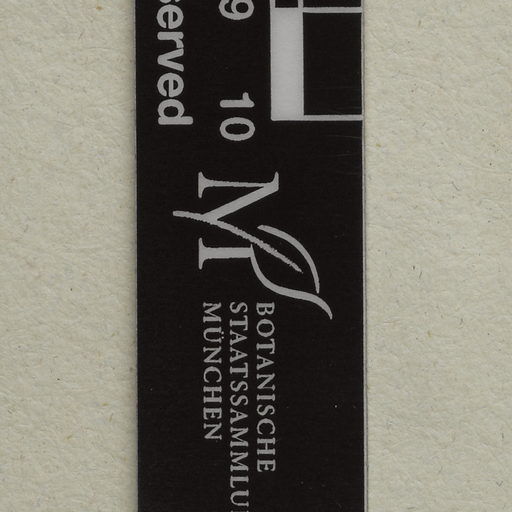 9 10
served
BOTANISCHE
STAATSSAMMLU
MÜNCHEN